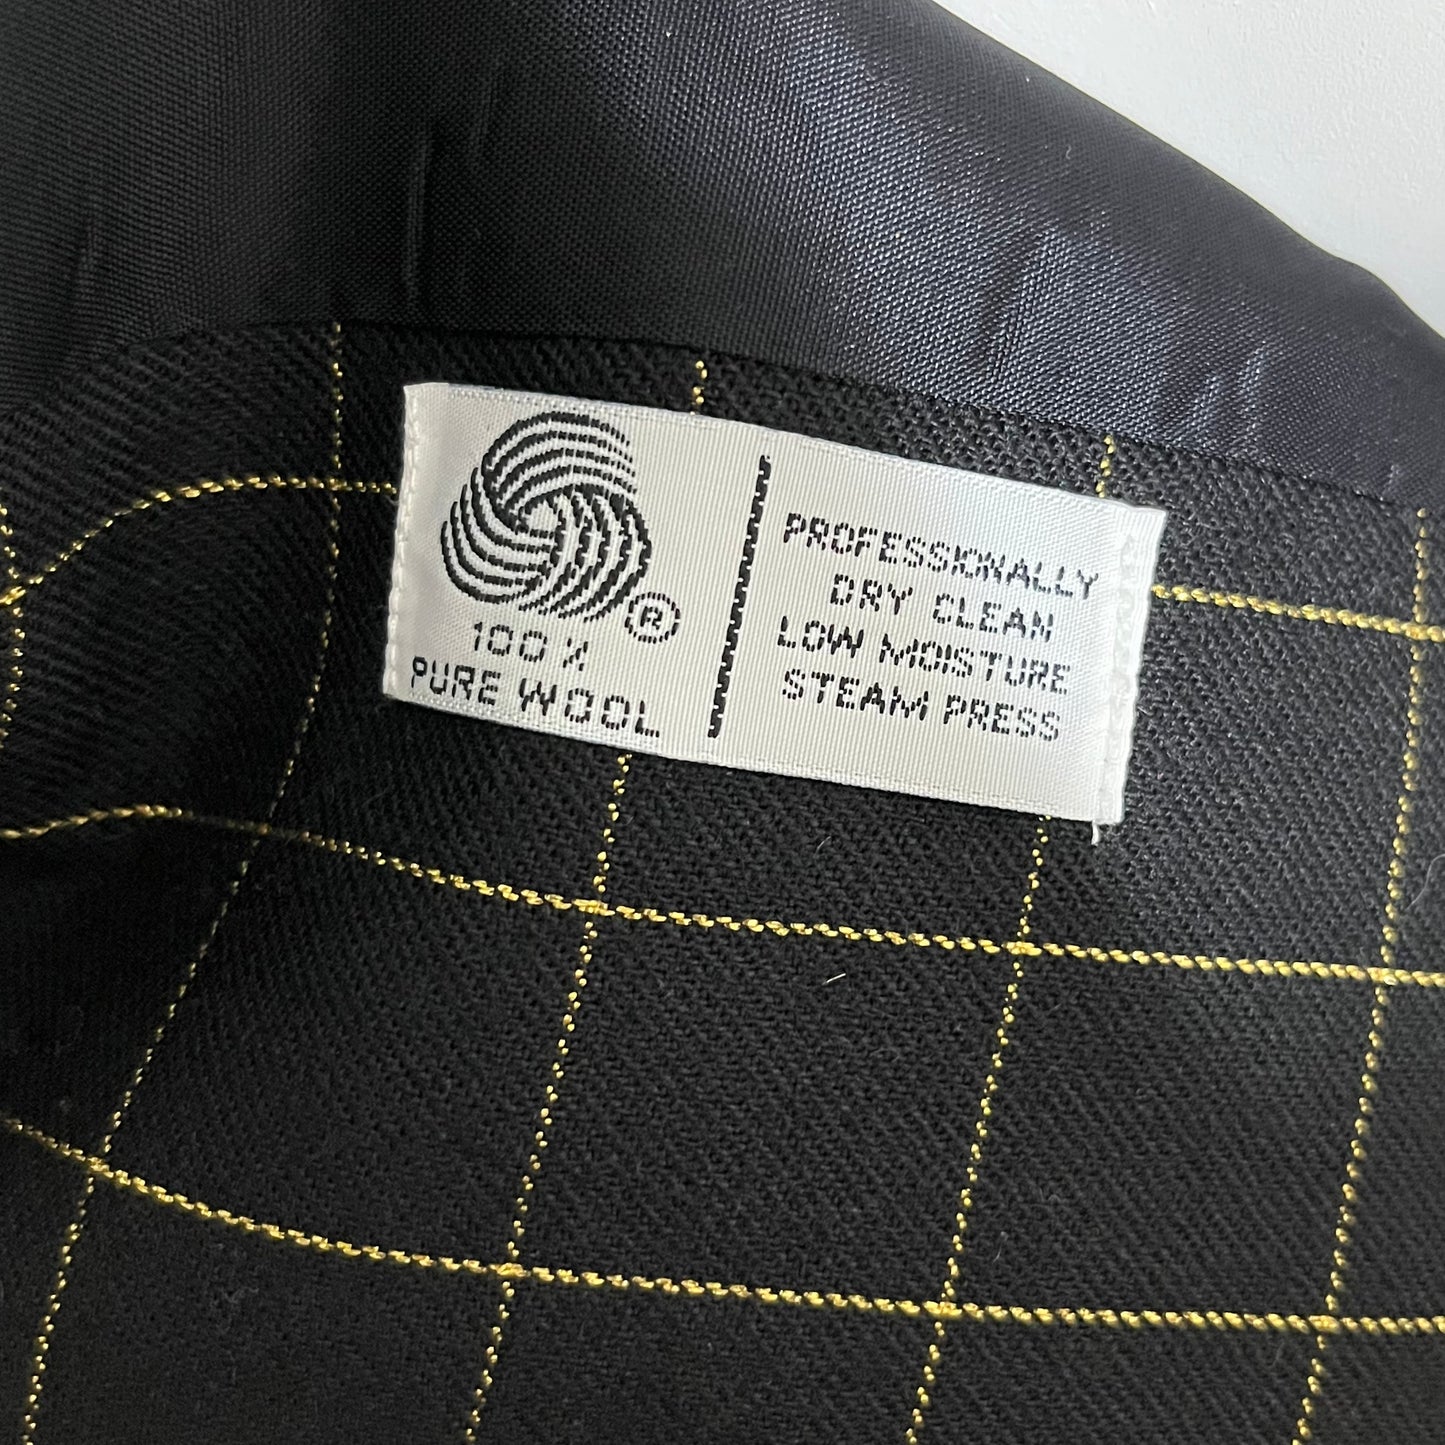 ®
100%
PURE WOOL
PROFESSIONALLY
DRY CLEAN
LOW MOISTURE
STEAM PRESS